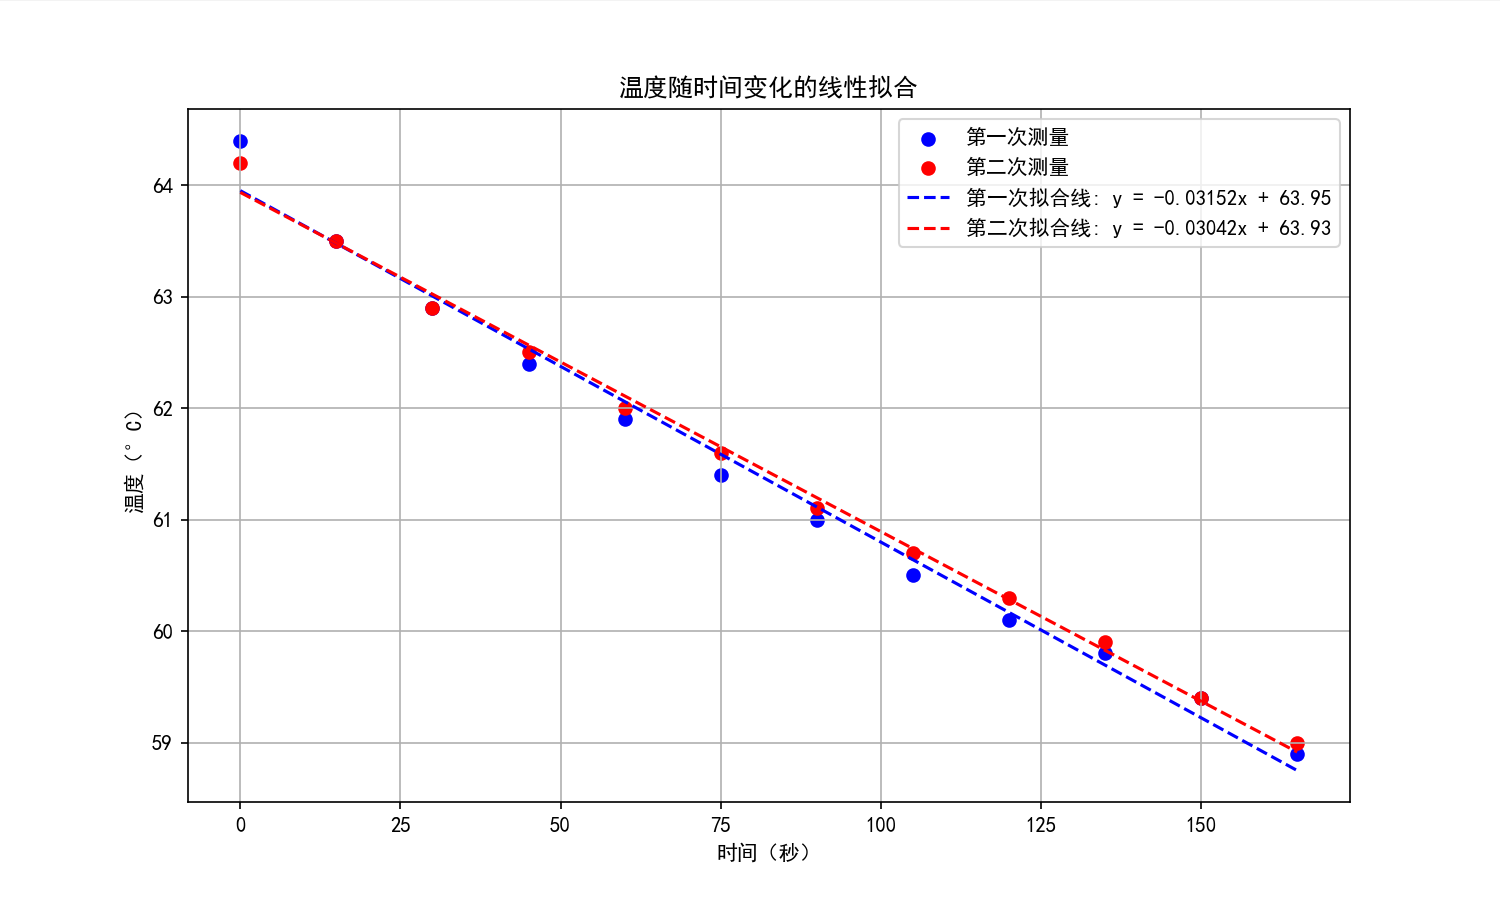 温度随时间变化的线性拟合
第一次测量
第二次测量
第一次拟合线: y = -0.03152x + 63.95
第二次拟合线: y = -0.03042x + 63.93
温度（°C）
64
63
62
61
60
59
0 25 50 75 100 125 150
时间（秒）